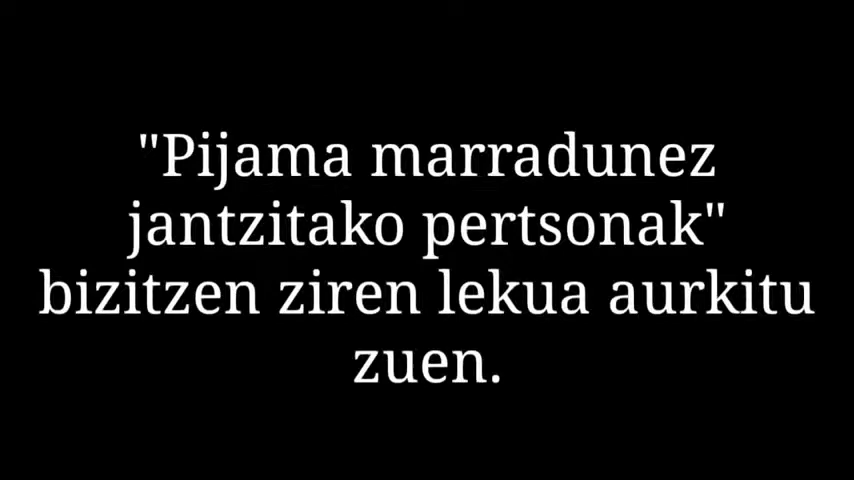 "Pijama marradunez
jantzitako pertsonak"
bizitzen ziren lekua aurkitu
zuen.